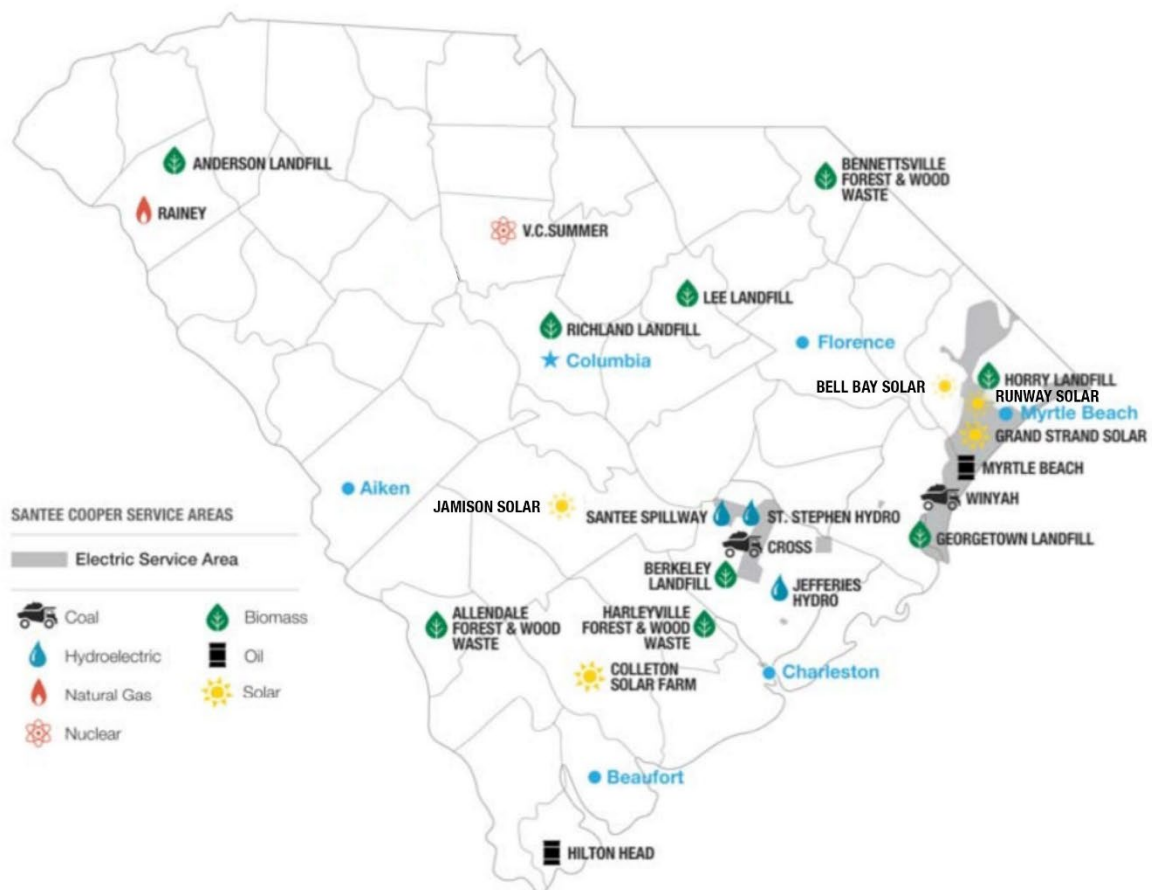 ANDERSON LANDFILL
RAINEY
V.C.SUMMER
BENNETTSVILLE
FOREST & WOOD
WASTE
LEE LANDFILL
RICHLAND LANDFILL
Columbia
Florence
BELL BAY SOLAR
HORRY LANDFILL
RUNWAY SOLAR
Myrtle Beach
GRAND STRAND SOLAR
MYRTLE BEACH
WINYAH
GEORGETOWN LANDFILL
Aiken
JAMISON SOLAR
SANTEE SPILLWAY
ST. STEPHEN HYDRO
CROSS
BERKELEY
LANDFILL
JEFFERIES
HYDRO
ALLENDALE
FOREST & WOOD
WASTE
HARLEYVILLE
FOREST & WOOD
WASTE
COLLETON
SOLAR FARM
Charleston
Beaufort
HILTON HEAD
SANTEE COOPER SERVICE AREAS
Electric Service Area
Coal
Biomass
Hydroelectric
Oil
Natural Gas
Solar
Nuclear